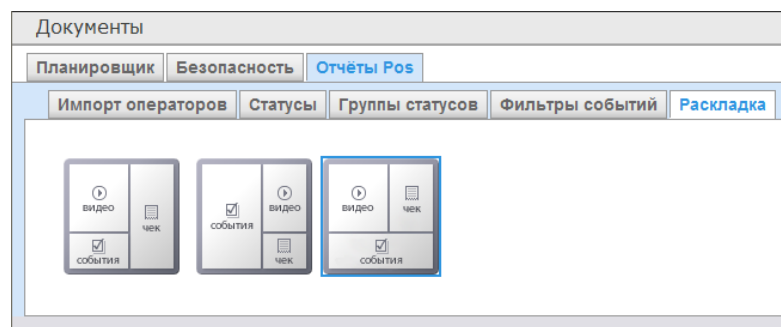 Документы
Планировщик Безопасность Отчёты Pos
Импорт операторов Статусы Группы статусов Фильтры событий Раскладка
видео
чек
события
события
видео
чек
видео
чек
события